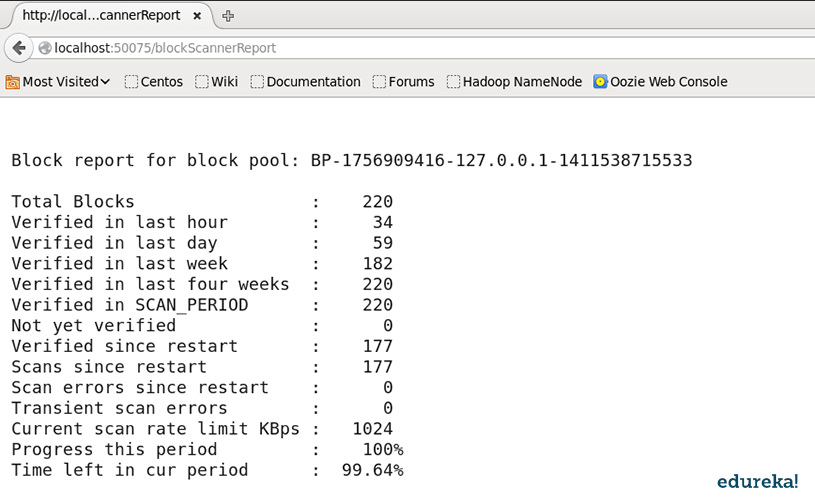 http://local...cannerReport
localhost:50075/blockScannerReport
Most Visited Centos Wiki Documentation Forums Hadoop NameNode Oozie Web Console
Block report for block pool: BP-1756909416-127.0.0.1-1411538715533
Total Blocks : 220
Verified in last hour : 34
Verified in last day : 59
Verified in last week : 182
Verified in last four weeks : 220
Verified in SCAN_PERIOD : 220
Not yet verified : 0
Verified since restart : 177
Scans since restart : 177
Scan errors since restart : 0
Transient scan errors : 0
Current scan rate limit KBps : 1024
Progress this period : 100%
Time left in cur period : 99.64%
edureka!